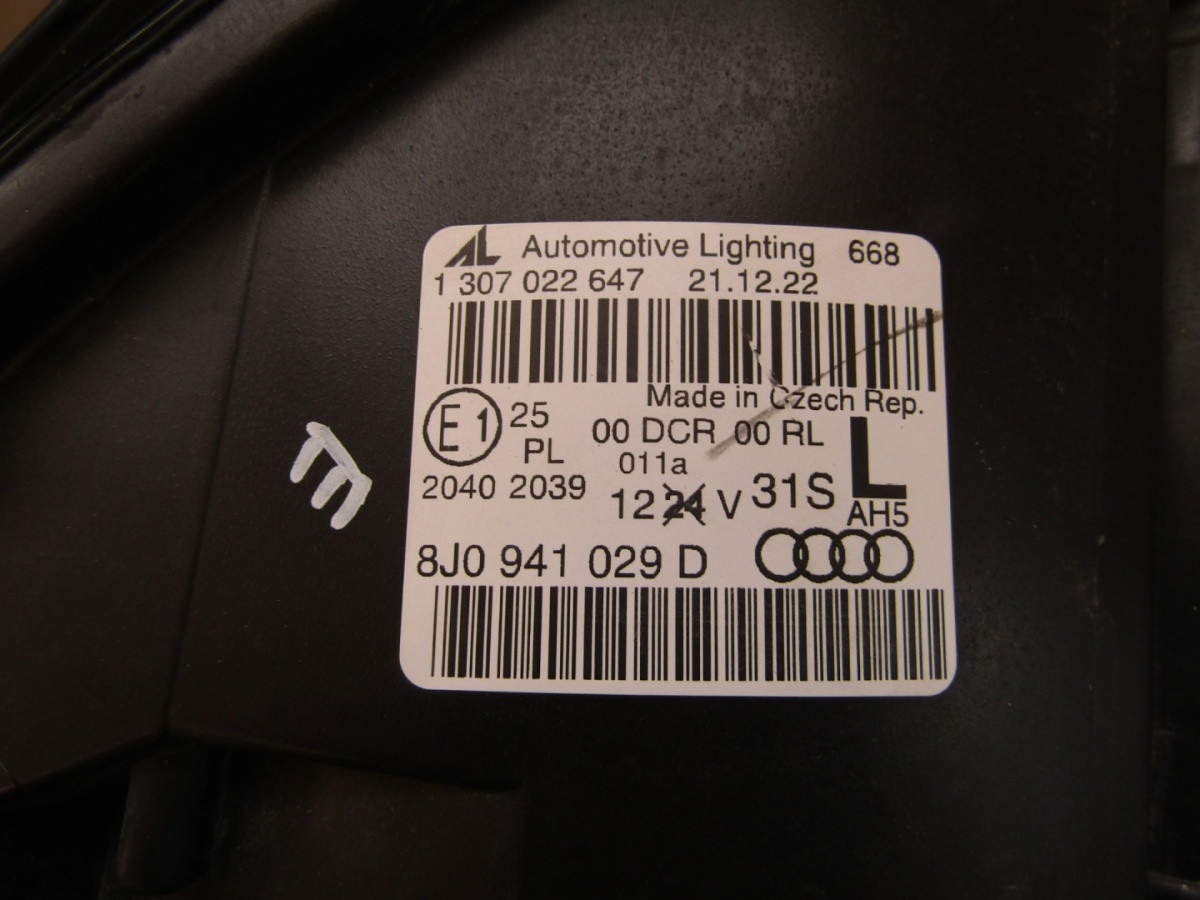 AL Automotive Lighting 668
1 307 022 647 21.12.22
Made in Czech Rep.
E1 25 00 DCR 00 RL L
PL 011a
2040 2039 12 24 V 31S AH5
8J0 941 029 D
E